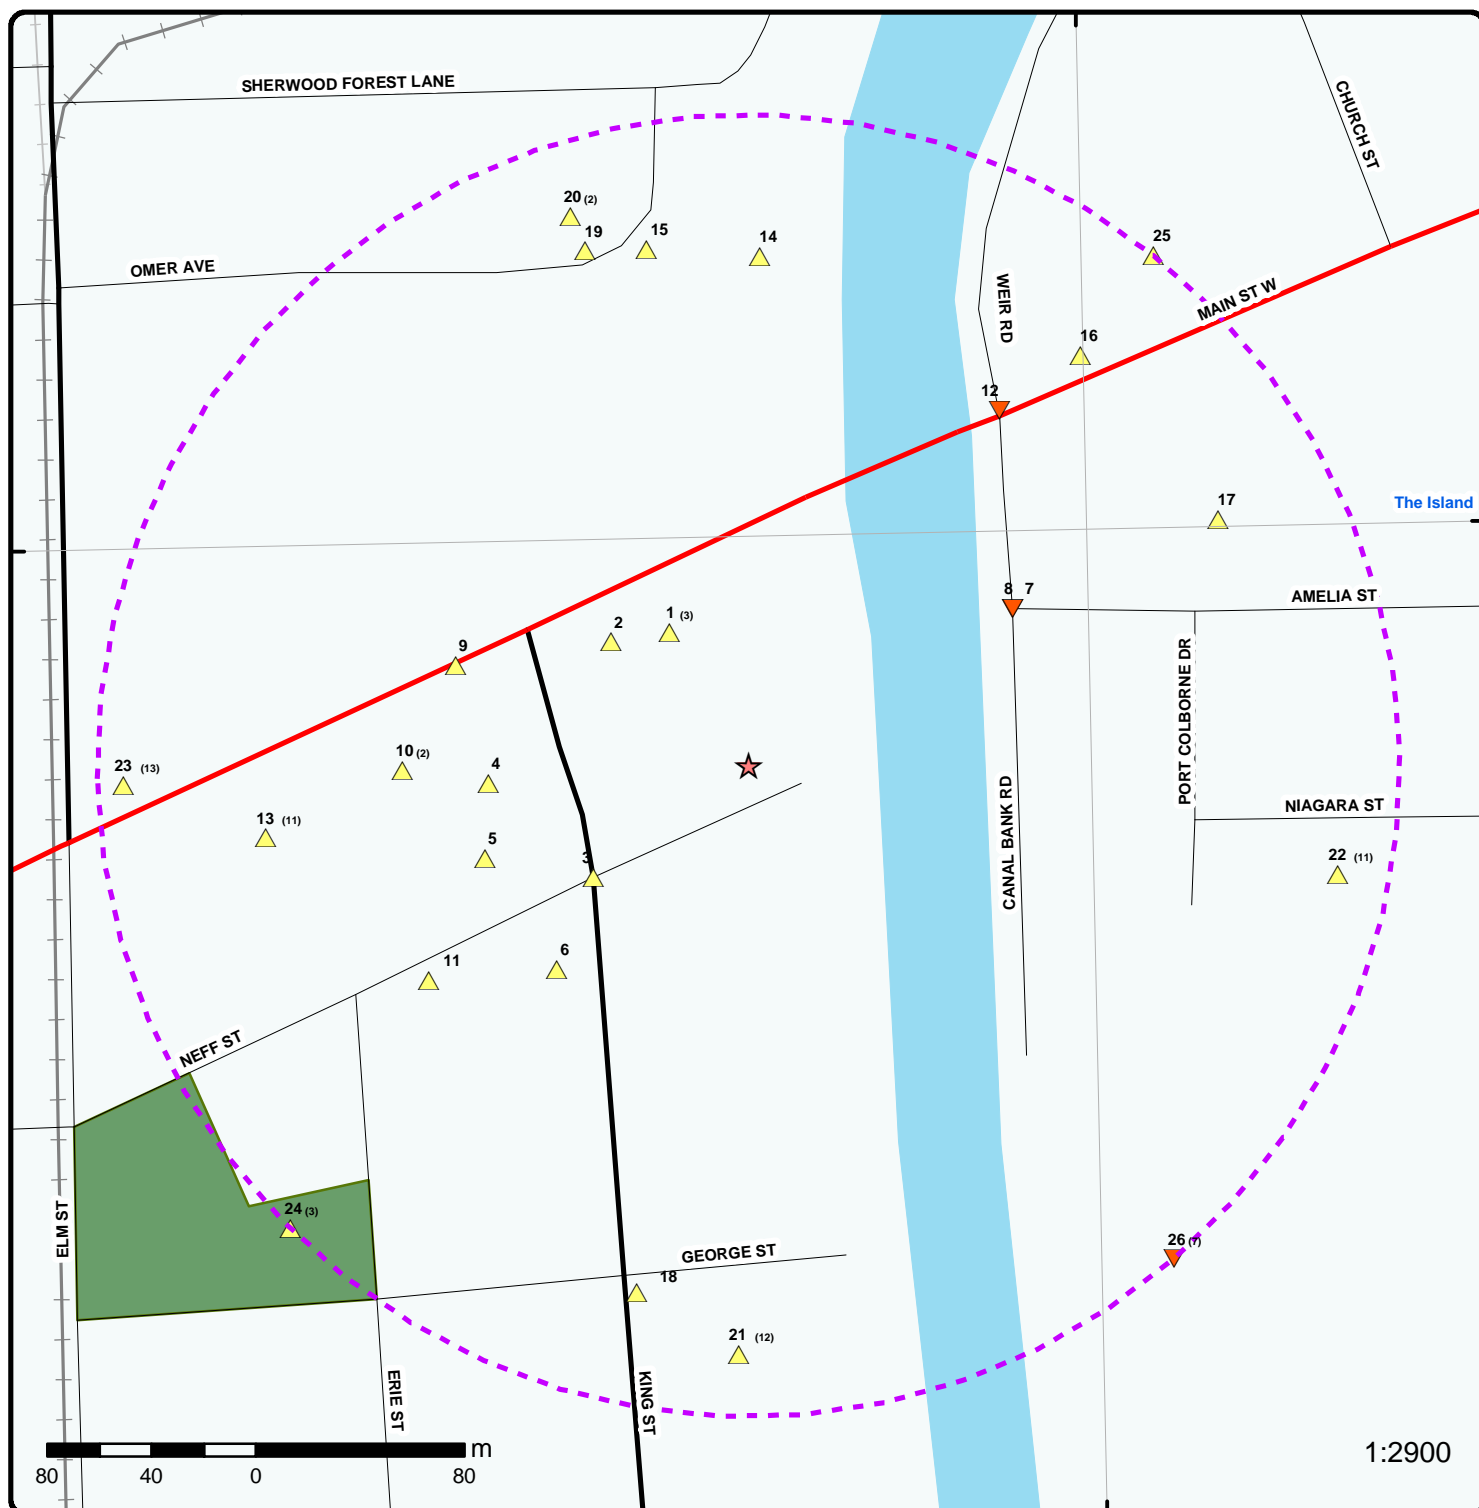 SHERWOOD FOREST LANE
CHURCH ST
20 (2)
19
15
14
25
OMER AVE
WEIR RD
MAIN ST W
16
12
17
The Island
8 7
AMELIA ST
1 (3)
2
9
PORT COLBORNE DR
10 (2)
4
23 (13)
13 (11)
5
3
NIAGARA ST
CANAL BANK RD
22 (11)
6
11
NEFF ST
ELM ST
24 (3)
GEORGE ST
26 (7)
18
21 (12)
ERIE ST
KING ST
m
80 40 0 80
1:2900